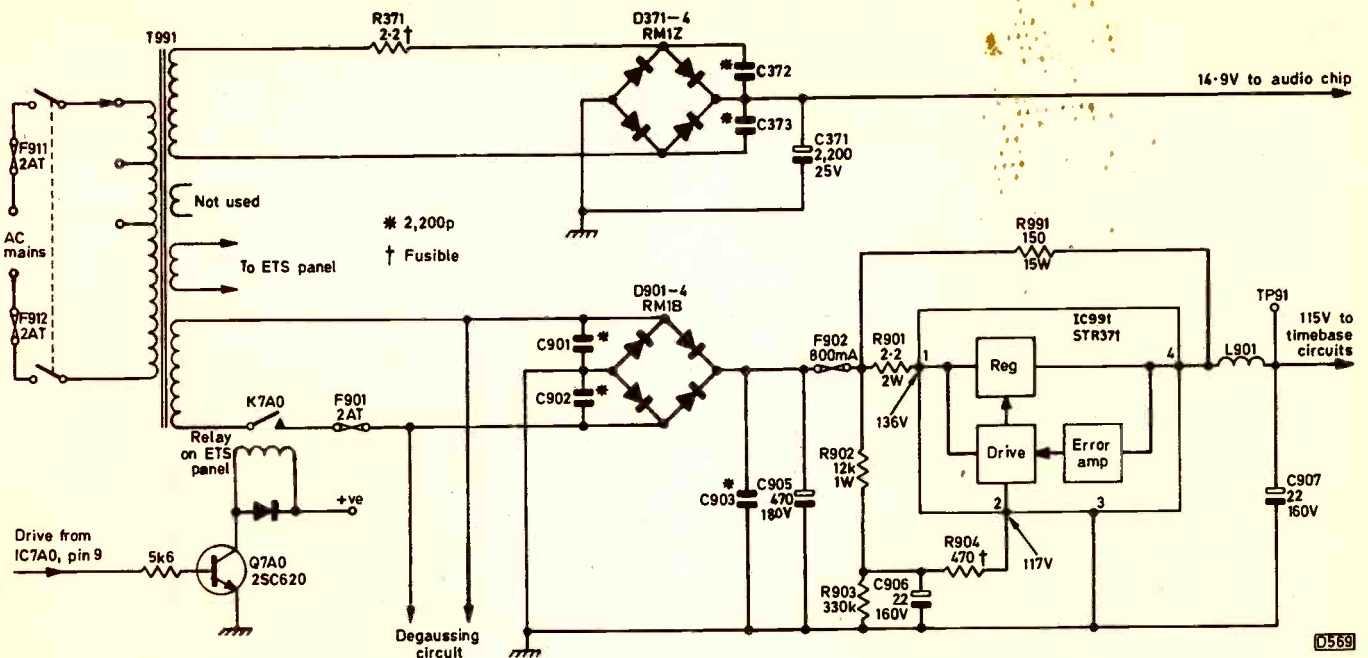 T991
R371
2·2†
D371-4
RM1Z
* C372
* C373
C371
2,200
25V
14·9V to audio chip
F911
2AT
AC
mains
F912
2AT
Not used
To ETS panel
* 2,200p
† Fusible
D901-4
RM1B
C901 *
C902 *
K7A0
F901
2AT
Relay
on ETS
panel
+ve
Drive from
IC7A0, pin 9
5k6
Q7A0
2SC620
Degaussing
circuit
*
C903
C905
470
180V
F902
800mA
R901
2·2
2W
R991
150
15W
IC991
STR371
1
4
Reg
Drive
Error
amp
2
3
136V
117V
R902
12k
1W
R903
330k
C906
22
160V
R904
470 †
L901
TP91
115V to
timebase
circuits
C907
22
160V
D569